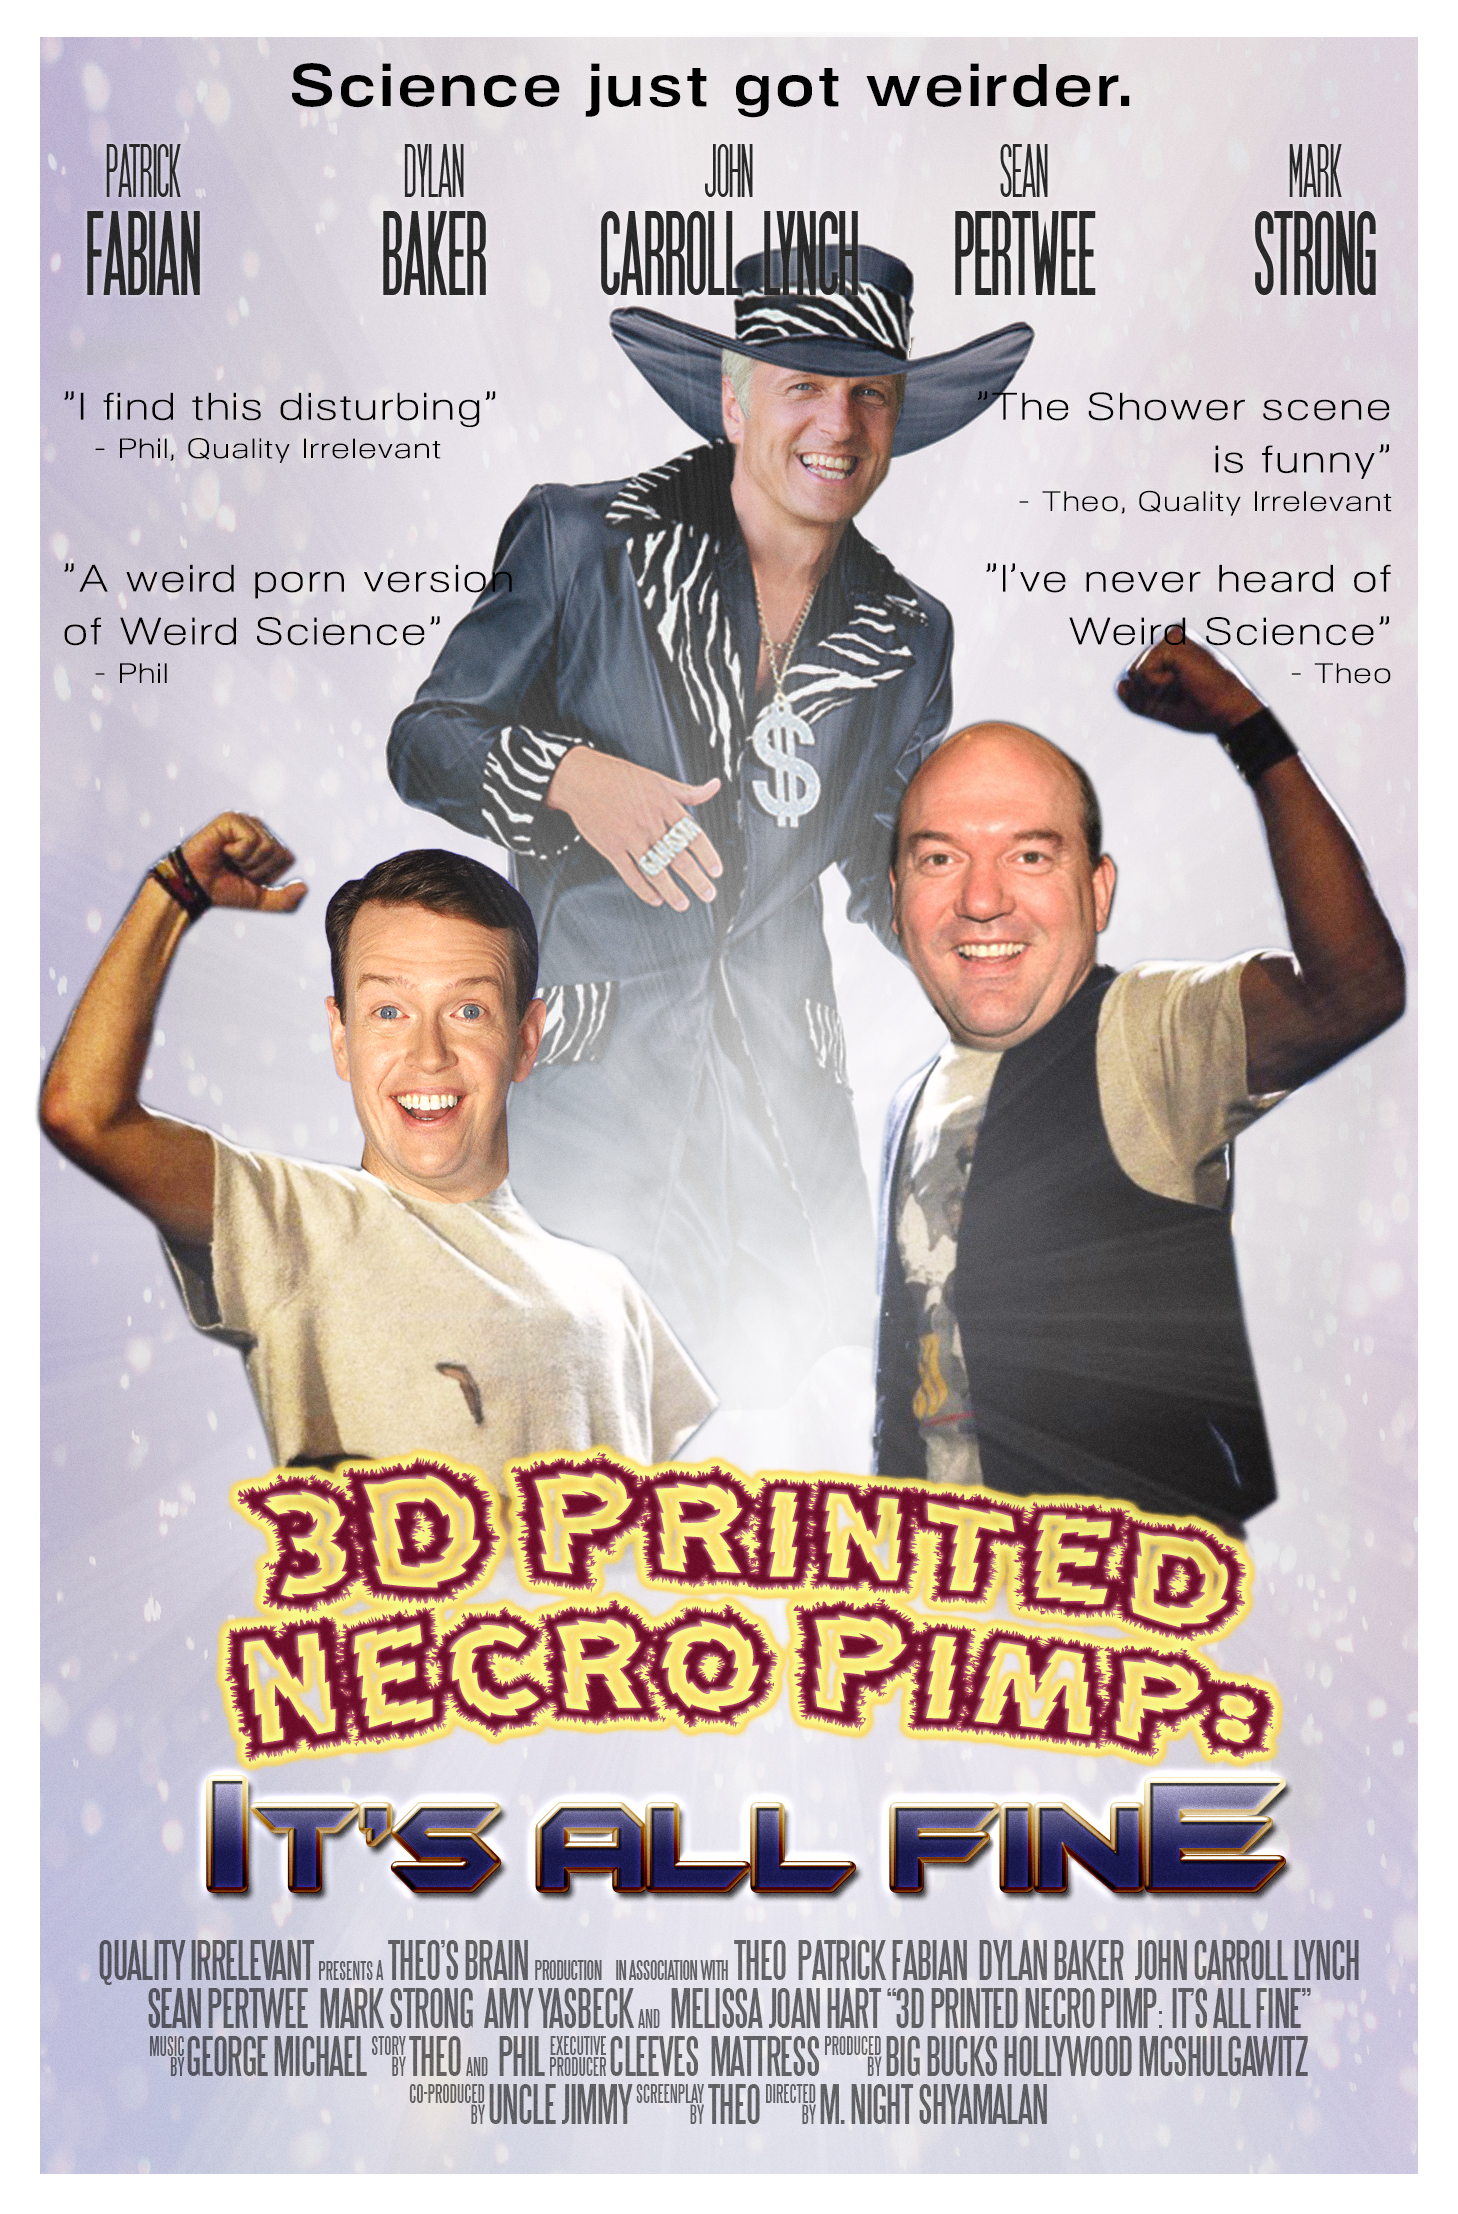 Science just got weirder.
PATRICK FABIAN
DYLAN BAKER
JOHN CARROLL LYNCH
SEAN PERTWEE
MARK STRONG
"I find this disturbing"
- Phil, Quality Irrelevant
"The Shower scene
is funny"
- Theo, Quality Irrelevant
"A weird porn version
of Weird Science"
- Phil
"I've never heard of
Weird Science"
- Theo
$
GANGSTA
3D PRINTED
NECRO PIMP:
IT'S ALL FINE
QUALITY IRRELEVANT PRESENTS A THEO'S BRAIN PRODUCTION IN ASSOCIATION WITH THEO PATRICK FABIAN DYLAN BAKER JOHN CARROLL LYNCH
SEAN PERTWEE MARK STRONG AMY YASBECK AND MELISSA JOAN HART "3D PRINTED NECRO PIMP: IT'S ALL FINE"
MUSIC BY GEORGE MICHAEL STORY BY THEO AND PHIL EXECUTIVE PRODUCER CLEEVES MATTRESS PRODUCED BY BIG BUCKS HOLLYWOOD MCSHULGAWITZ
CO-PRODUCED BY UNCLE JIMMY SCREENPLAY BY THEO DIRECTED BY M. NIGHT SHYAMALAN